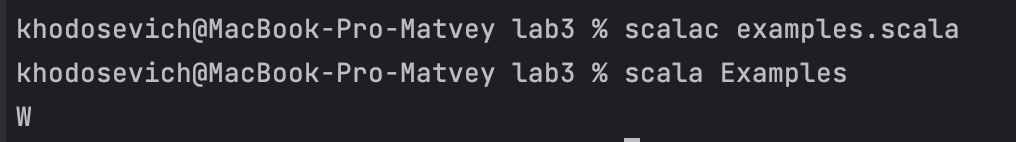 khodosevich@MacBook-Pro-Matvey lab3 % scalac examples.scala
khodosevich@MacBook-Pro-Matvey lab3 % scala Examples
W